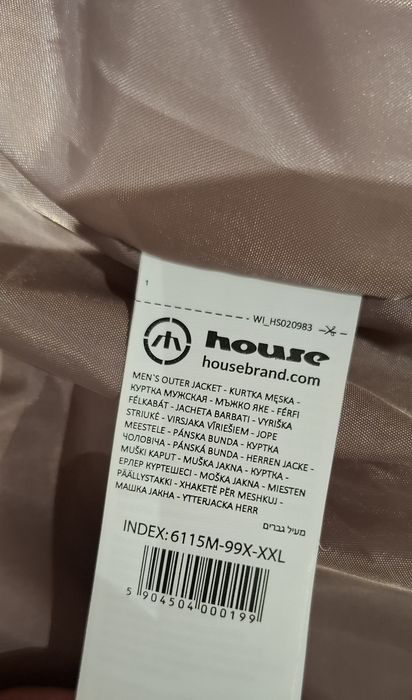 1
WI_HS020983
house
housebrand.com
MEN'S OUTER JACKET - KURTKA MĘSKA -
КУРТКА МУЖСКАЯ - МЪЖКО ЯКЕ - FÉRFI
FÉLKABÁT - JACHETA BARBATI - VYRIŠKA
STRIUKĖ - VIRSJAKA VĪRIEŠIEM - JOPE
MEESTELE - PÁNSKA BUNDA - КУРТКА
ЧОЛОВІЧА - PÁNSKÁ BUNDA - HERREN JACKE -
MUŠKI KAPUT - MUŠKA JAKNA - КУРТКА -
ЕРЛЕР КУРТЕШЕСІ - MOŠKA JAKNA - MIESTEN
PÄÄLLYSTAKKI - XHAKETË PËR MESHKUJ -
МАШКА ЈАКНА - YTTERJACKA HERR
מעיל גברים
INDEX: 6115M-99X-XXL
5 904504 000199